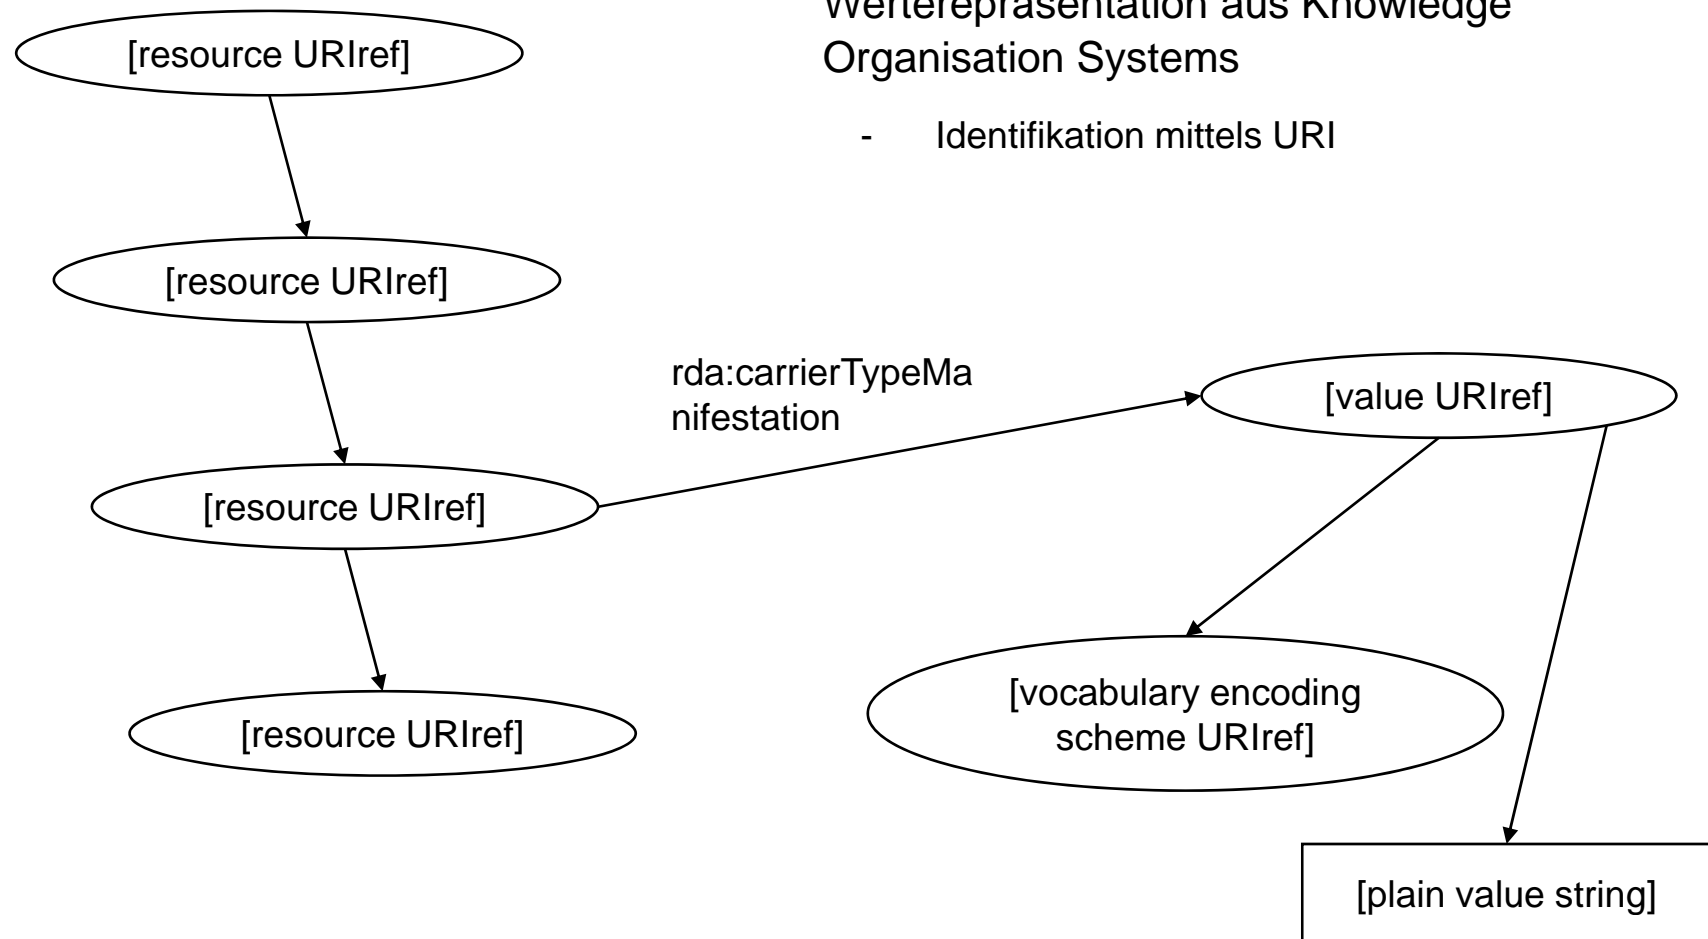 Werterepräsentation aus Knowledge
Organisation Systems
- Identifikation mittels URI
[resource URIref]
[resource URIref]
rda:carrierTypeMa
nifestation
[value URIref]
[resource URIref]
[vocabulary encoding
scheme URIref]
[resource URIref]
[plain value string]